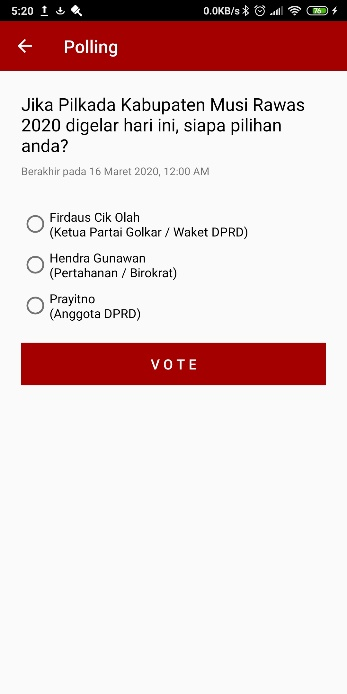 5:20 0.0KB/s 76
Polling
Jika Pilkada Kabupaten Musi Rawas
2020 digelar hari ini, siapa pilihan
anda?
Berakhir pada 16 Maret 2020, 12:00 AM
Firdaus Cik Olah
(Ketua Partai Golkar / Waket DPRD)
Hendra Gunawan
(Pertahanan / Birokrat)
Prayitno
(Anggota DPRD)
VOTE